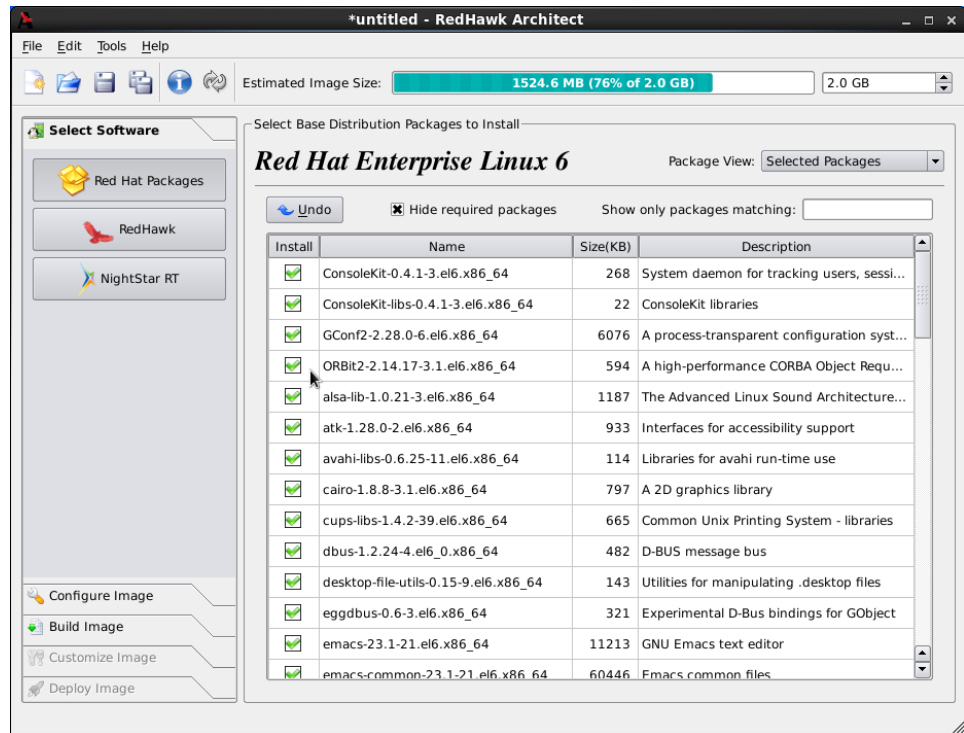 *untitled - RedHawk Architect
File Edit Tools Help
Estimated Image Size: 1524.6 MB (76% of 2.0 GB) 2.0 GB
Select Software
Red Hat Packages
RedHawk
NightStar RT
Configure Image
Build Image
Customize Image
Deploy Image
Select Base Distribution Packages to Install
Red Hat Enterprise Linux 6 Package View: Selected Packages
Undo Hide required packages Show only packages matching:
Install Name Size(KB) Description
ConsoleKit-0.4.1-3.el6.x86_64 268 System daemon for tracking users, sessi...
ConsoleKit-libs-0.4.1-3.el6.x86_64 22 ConsoleKit libraries
GConf2-2.28.0-6.el6.x86_64 6076 A process-transparent configuration syst...
ORBit2-2.14.17-3.1.el6.x86_64 594 A high-performance CORBA Object Requ...
alsa-lib-1.0.21-3.el6.x86_64 1187 The Advanced Linux Sound Architecture...
atk-1.28.0-2.el6.x86_64 933 Interfaces for accessibility support
avahi-libs-0.6.25-11.el6.x86_64 114 Libraries for avahi run-time use
cairo-1.8.8-3.1.el6.x86_64 797 A 2D graphics library
cups-libs-1.4.2-39.el6.x86_64 665 Common Unix Printing System - libraries
dbus-1.2.24-4.el6_0.x86_64 482 D-BUS message bus
desktop-file-utils-0.15-9.el6.x86_64 143 Utilities for manipulating .desktop files
eggdbus-0.6-3.el6.x86_64 321 Experimental D-Bus bindings for GObject
emacs-23.1-21.el6.x86_64 11213 GNU Emacs text editor
emacs-common-23.1-21.el6.x86_64 60446 Emacs common files